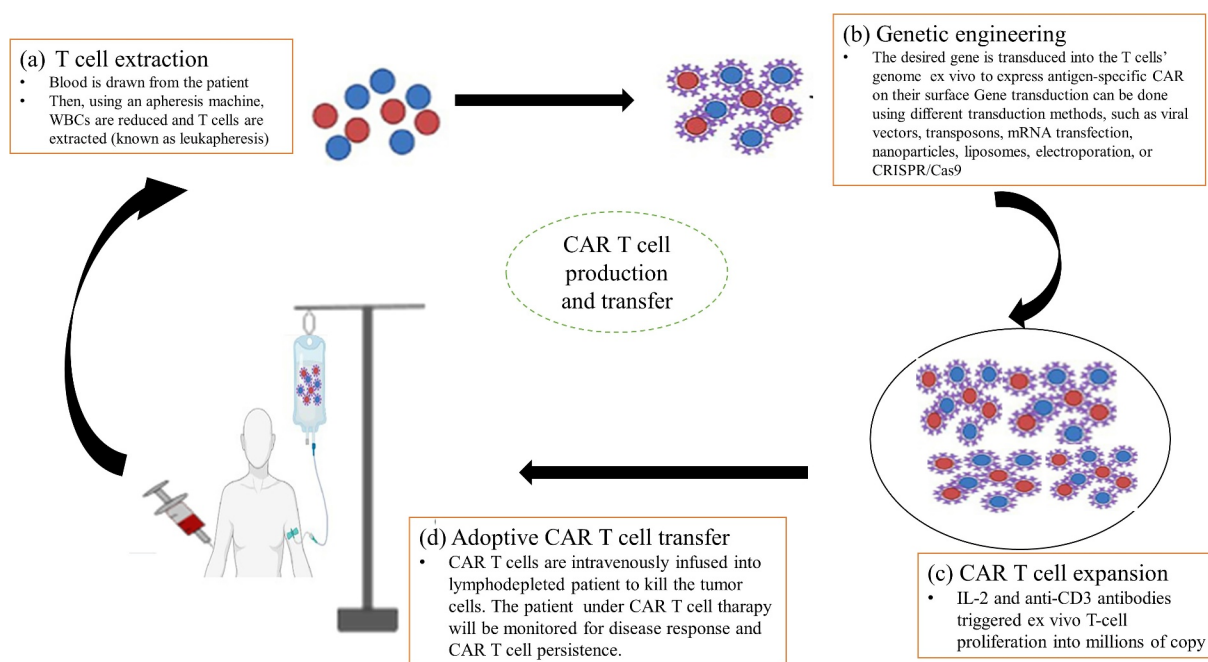 (a) T cell extraction
• Blood is drawn from the patient
• Then, using an apheresis machine,
WBCs are reduced and T cells are
extracted (known as leukapheresis)
(b) Genetic engineering
• The desired gene is transduced into the T cells'
genome ex vivo to express antigen-specific CAR
on their surface Gene transduction can be done
using different transduction methods, such as viral
vectors, transposons, mRNA transfection,
nanoparticles, liposomes, electroporation, or
CRISPR/Cas9
CAR T cell
production
and transfer
(c) CAR T cell expansion
• IL-2 and anti-CD3 antibodies
triggered ex vivo T-cell
proliferation into millions of copy
(d) Adoptive CAR T cell transfer
• CAR T cells are intravenously infused into
lymphodepleted patient to kill the tumor
cells. The patient under CAR T cell tharapy
will be monitored for disease response and
CAR T cell persistence.